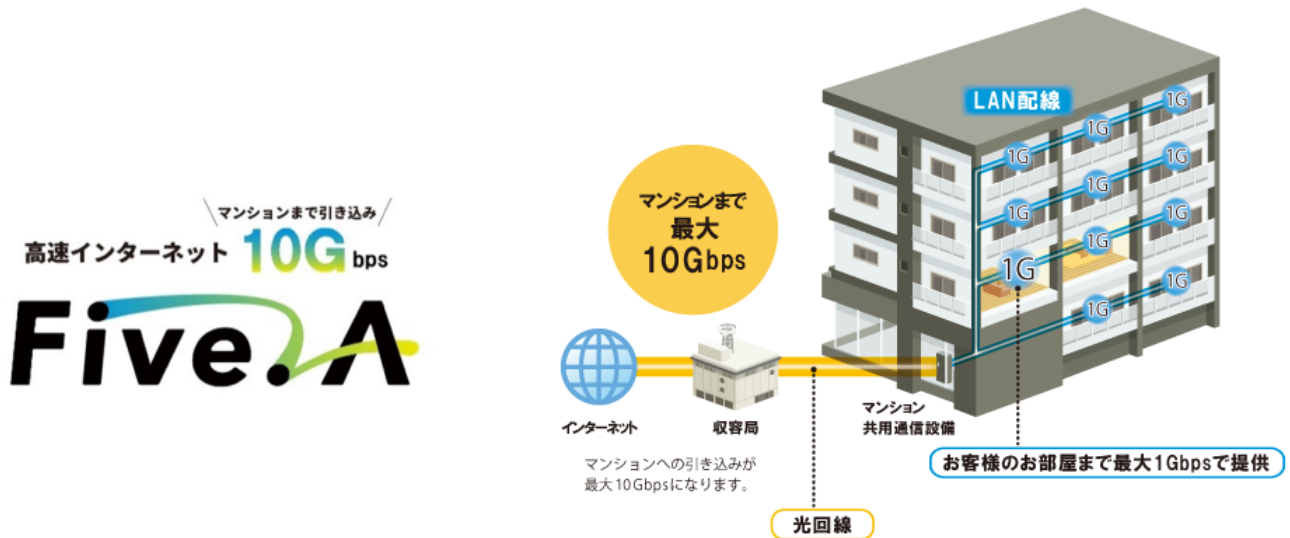 マンションまで引き込み
高速インターネット 10Gbps
Five.A
LAN配線
1G
1G
1G
1G
1G
1G
1G
1G
1G
1G
1G
マンションまで
最大
10Gbps
インターネット
収容局
マンション
共用通信設備
マンションへの引き込みが
最大10Gbpsになります。
お客様のお部屋まで最大1Gbpsで提供
光回線